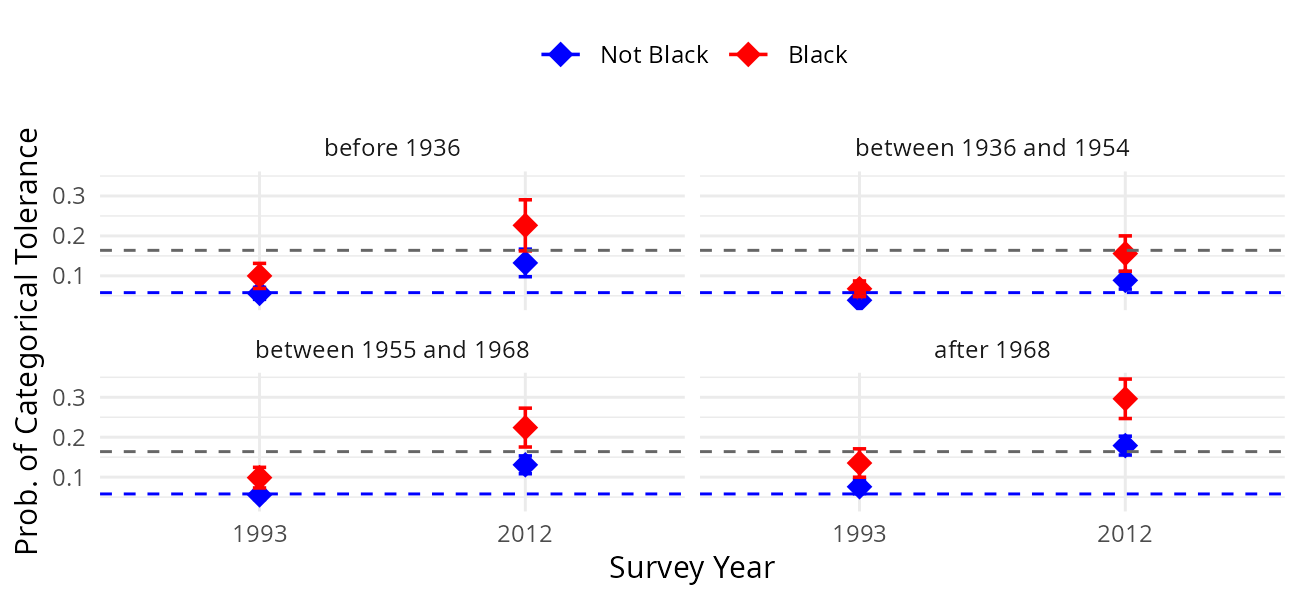 Not Black Black
before 1936 between 1936 and 1954
Prob. of Categorical Tolerance
0.3
0.2
0.1
between 1955 and 1968 after 1968
0.3
0.2
0.1
1993 2012 1993 2012
Survey Year